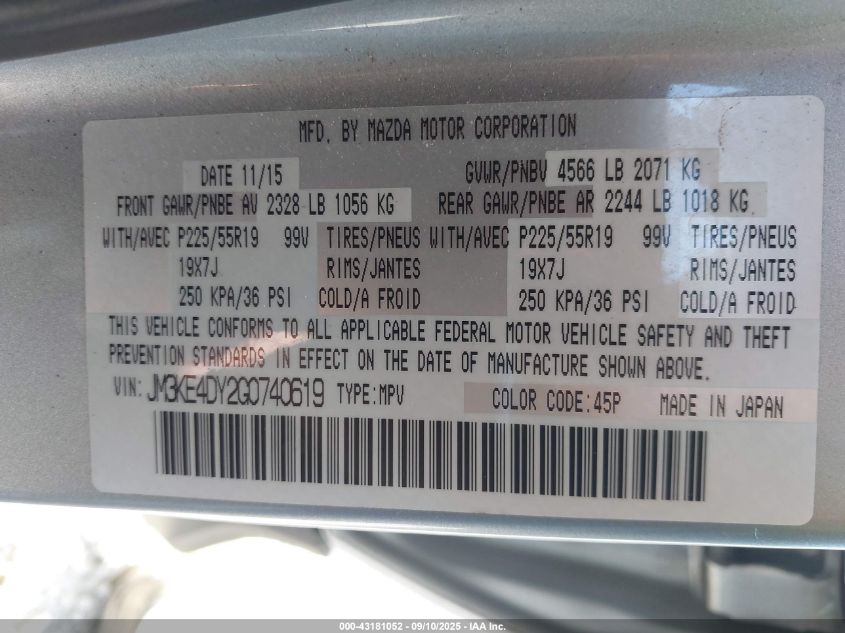 MFD. BY MAZDA MOTOR CORPORATION
DATE 11/15 GVWR/PNBV 4566 LB 2071 KG
FRONT GAWR/PNBE AV 2328 LB 1056 KG REAR GAWR/PNBE AR 2244 LB 1018 KG
WITH/AVEC P225/55R19 99V TIRES/PNEUS WITH/AVEC P225/55R19 99V TIRES/PNEUS
19X7J RIMS/JANTES 19X7J RIMS/JANTES
250 KPA/36 PSI COLD/A FROID 250 KPA/36 PSI COLD/A FROID
THIS VEHICLE CONFORMS TO ALL APPLICABLE FEDERAL MOTOR VEHICLE SAFETY AND THEFT
PREVENTION STANDARDS IN EFFECT ON THE DATE OF MANUFACTURE SHOWN ABOVE.
VIN: JM3KE4DY2G0740619 TYPE:MPV COLOR CODE:45P MADE IN JAPAN
000-43181052 - 09/10/2025 - IAA Inc.